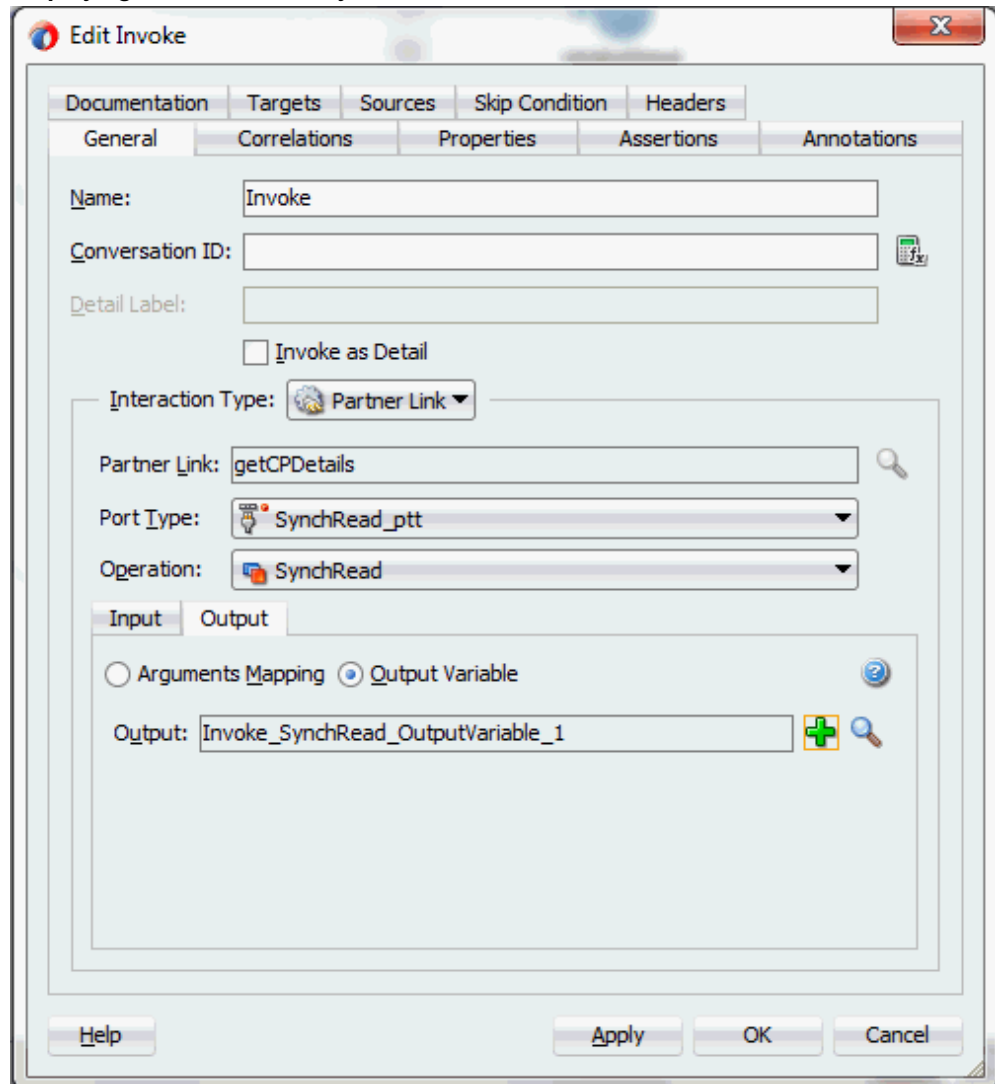 Edit Invoke
Documentation Targets Sources Skip Condition Headers
General Correlations Properties Assertions Annotations
Name: Invoke
Conversation ID:
Detail Label:
Invoke as Detail
Interaction Type: Partner Link
Partner Link: getCPDetails
Port Type: SynchRead_ptt
Operation: SynchRead
Input Output
Arguments Mapping Output Variable
Output: Invoke_SynchRead_OutputVariable_1
Help Apply OK Cancel